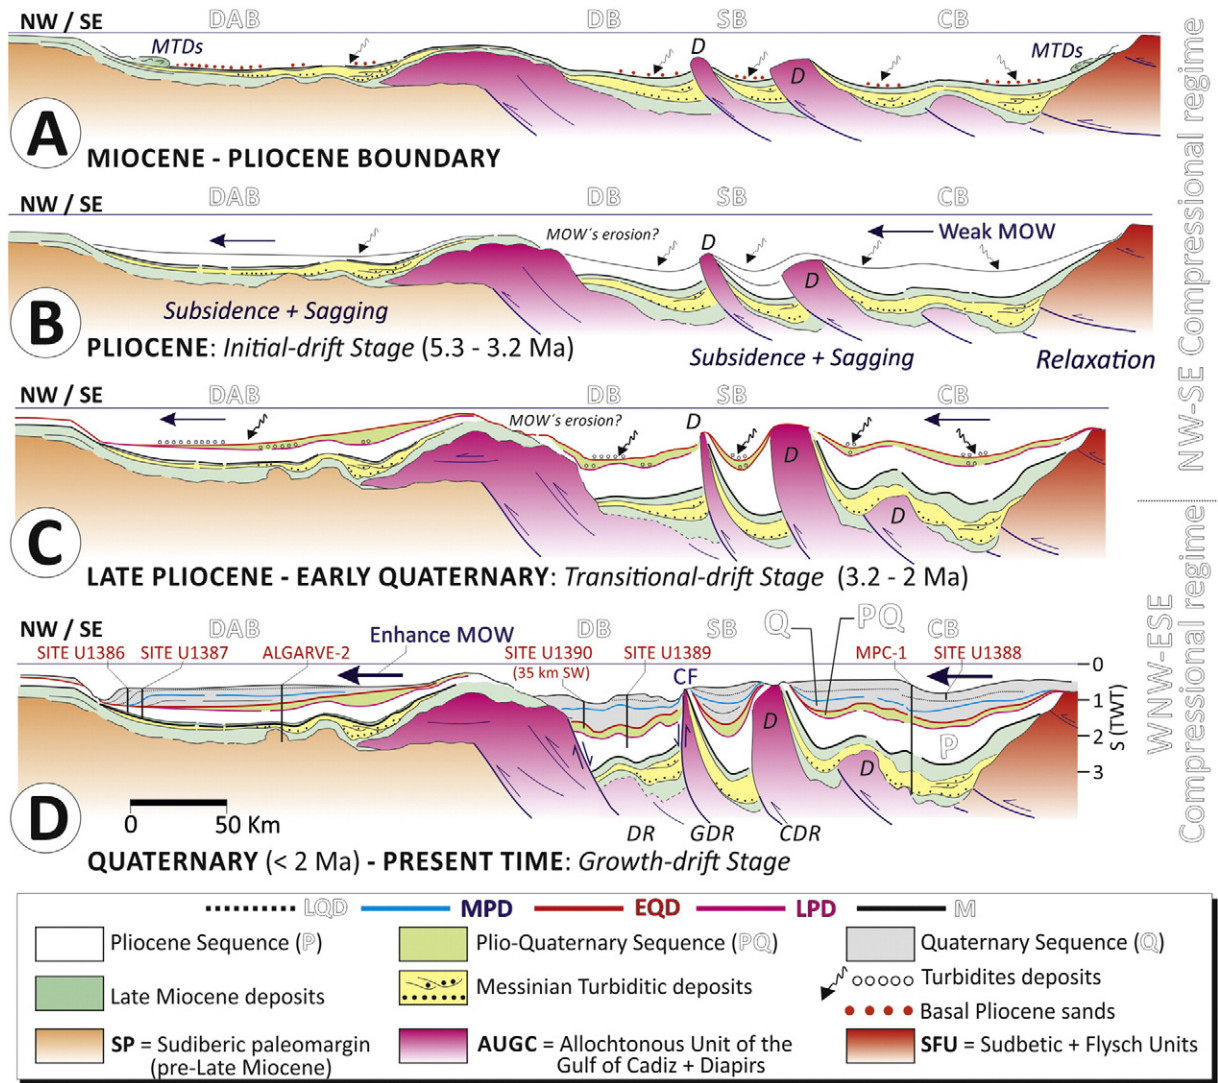 NW / SE DAB DB SB CB
MTDs D MTDs
D
A
MIOCENE - PLIOCENE BOUNDARY
NW-SE Compressional regime
NW / SE DAB DB SB CB
MOW´s erosion? D Weak MOW
D
B
Subsidence + Sagging
PLIOCENE: Initial-drift Stage (5.3 - 3.2 Ma)
Subsidence + Sagging Relaxation
NW / SE DAB DB SB CB
MOW´s erosion? D
D
D
C
LATE PLIOCENE - EARLY QUATERNARY: Transitional-drift Stage (3.2 - 2 Ma)
WNW-ESE
Compressional regime
NW / SE DAB Enhance MOW DB SB Q PQ CB
SITE U1386 SITE U1387 ALGARVE-2 SITE U1390 SITE U1389 MPC-1 SITE U1388
(35 km SW) CF
0
1
2
3
S (TWT)
D P
D
D
0 50 Km
DR GDR CDR
QUATERNARY (< 2 Ma) - PRESENT TIME: Growth-drift Stage
LQD MPD EQD LPD M
Pliocene Sequence (P) Plio-Quaternary Sequence (PQ) Quaternary Sequence (Q)
Late Miocene deposits Messinian Turbiditic deposits Turbidites deposits
Basal Pliocene sands
SP = Sudiberic paleomargin AUGC = Allochtonous Unit of the SFU = Sudbetic + Flysch Units
(pre-Late Miocene) Gulf of Cadiz + Diapirs